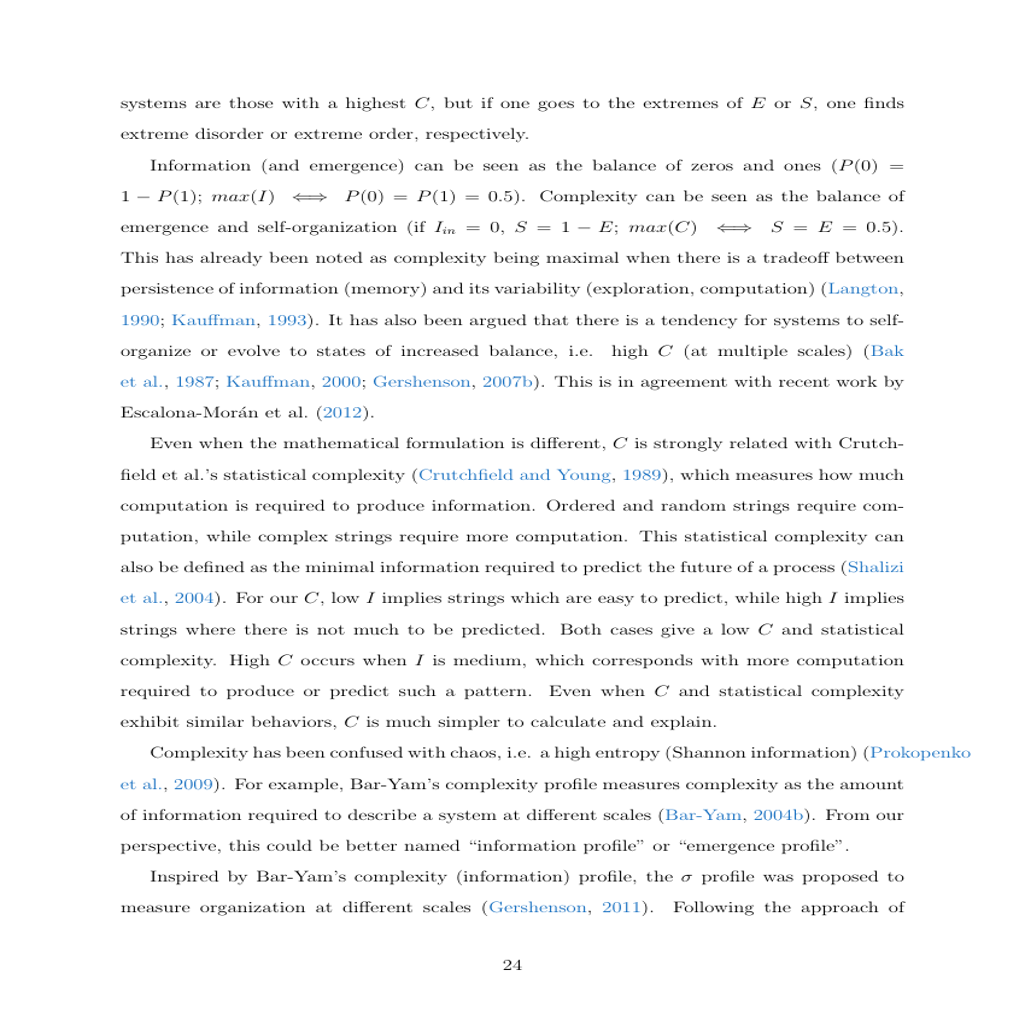 systems are those with a highest C, but if one goes to the extremes of E or S, one finds
extreme disorder or extreme order, respectively.
Information (and emergence) can be seen as the balance of zeros and ones (P(0) =
1 − P(1); max(I) ⟺ P(0) = P(1) = 0.5). Complexity can be seen as the balance of
emergence and self-organization (if Iin = 0, S = 1 − E; max(C) ⟺ S = E = 0.5).
This has already been noted as complexity being maximal when there is a tradeoff between
persistence of information (memory) and its variability (exploration, computation) (Langton,
1990; Kauffman, 1993). It has also been argued that there is a tendency for systems to self-
organize or evolve to states of increased balance, i.e. high C (at multiple scales) (Bak
et al., 1987; Kauffman, 2000; Gershenson, 2007b). This is in agreement with recent work by
Escalona-Morán et al. (2012).
Even when the mathematical formulation is different, C is strongly related with Crutch-
field et al.'s statistical complexity (Crutchfield and Young, 1989), which measures how much
computation is required to produce information. Ordered and random strings require com-
putation, while complex strings require more computation. This statistical complexity can
also be defined as the minimal information required to predict the future of a process (Shalizi
et al., 2004). For our C, low I implies strings which are easy to predict, while high I implies
strings where there is not much to be predicted. Both cases give a low C and statistical
complexity. High C occurs when I is medium, which corresponds with more computation
required to produce or predict such a pattern. Even when C and statistical complexity
exhibit similar behaviors, C is much simpler to calculate and explain.
Complexity has been confused with chaos, i.e. a high entropy (Shannon information) (Prokopenko
et al., 2009). For example, Bar-Yam's complexity profile measures complexity as the amount
of information required to describe a system at different scales (Bar-Yam, 2004b). From our
perspective, this could be better named “information profile” or “emergence profile”.
Inspired by Bar-Yam's complexity (information) profile, the σ profile was proposed to
measure organization at different scales (Gershenson, 2011). Following the approach of
24